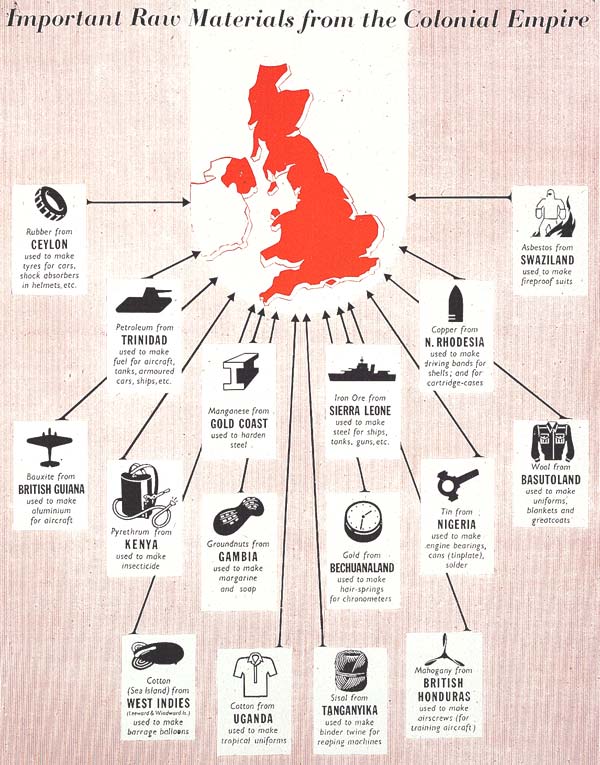 Important Raw Materials from the Colonial Empire
Rubber from
CEYLON
used to make
tyres for cars,
shock absorbers
in helmets, etc.
Asbestos from
SWAZILAND
used to make
fireproof suits
Petroleum from
TRINIDAD
used to make
fuel for aircraft,
tanks, armoured
cars, ships, etc.
Copper from
N. RHODESIA
used to make
driving bands for
shells; and for
cartridge-cases
Manganese from
GOLD COAST
used to harden
steel
Iron Ore from
SIERRA LEONE
used to make
steel for ships,
tanks, guns, etc.
Bauxite from
BRITISH GUIANA
used to make
aluminium
for aircraft
Pyrethrum from
KENYA
used to make
insecticide
Groundnuts from
GAMBIA
used to make
margarine
and soap
Gold from
BECHUANALAND
used to make
hair-springs
for chronometers
Tin from
NIGERIA
used to make
engine bearings,
cans (tinplate),
solder
Wool from
BASUTOLAND
used to make
uniforms,
blankets and
greatcoats
Cotton
(Sea Island) from
WEST INDIES
(Leeward & Windward Is.)
used to make
barrage balloons
Cotton from
UGANDA
used to make
tropical uniforms
Sisal from
TANGANYIKA
used to make
binder twine for
reaping machines
Mahogany from
BRITISH
HONDURAS
used to make
airscrews (for
training aircraft)